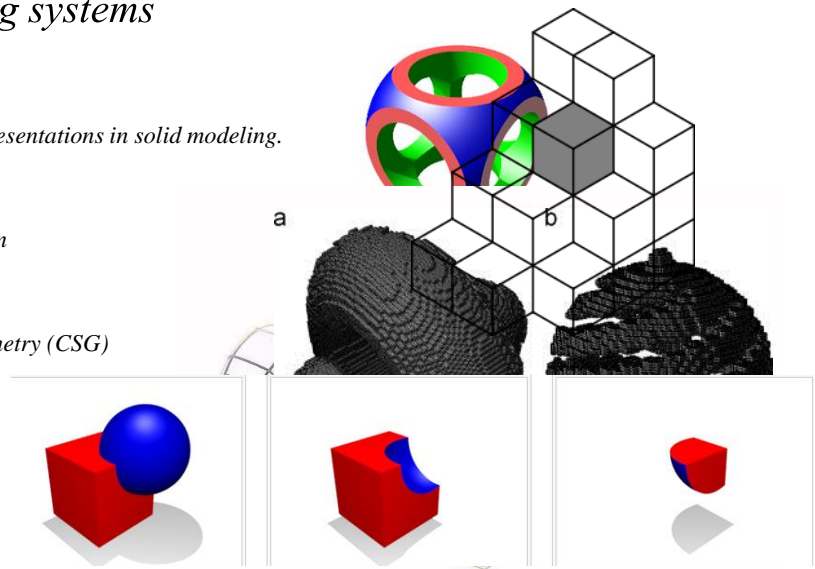 g systems
esentations in solid modeling.
a
b
n
netry (CSG)